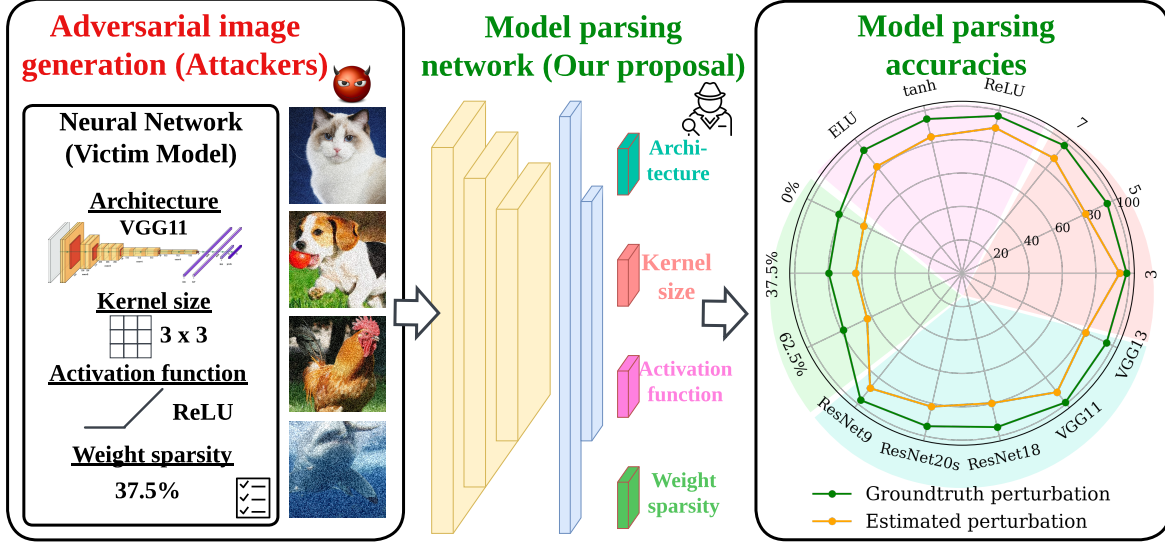 Adversarial image
generation (Attackers)
Neural Network
(Victim Model)
Architecture
VGG11
Kernel size
3 x 3
Activation function
ReLU
Weight sparsity
37.5%
Model parsing
network (Our proposal)
Archi-
tecture
Kernel
size
Activation
function
Weight
sparsity
Model parsing
accuracies
tanh
ReLU
ELU
7
0%
5
100
80
60
40
20
37.5%
3
62.5%
VGG13
ResNet9
VGG11
ResNet20s
ResNet18
Groundtruth perturbation
Estimated perturbation